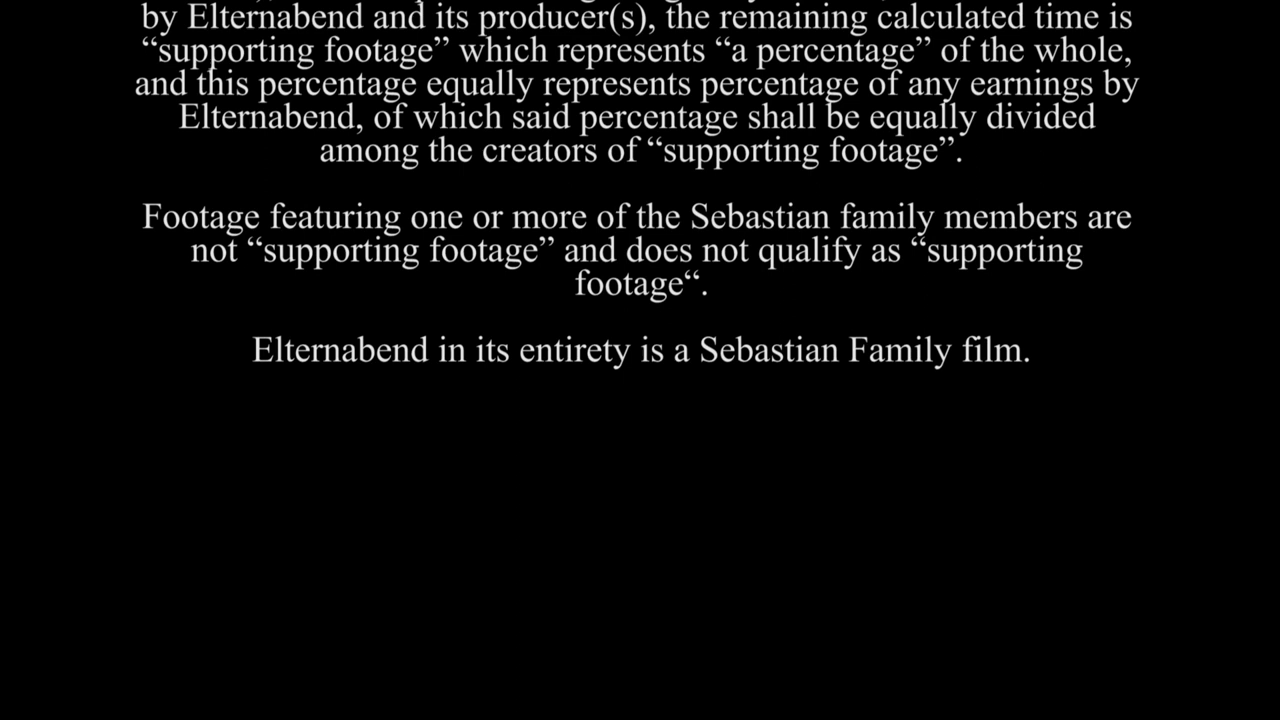 by Elternabend and its producer(s), the remaining calculated time is
“supporting footage” which represents “a percentage” of the whole,
and this percentage equally represents percentage of any earnings by
Elternabend, of which said percentage shall be equally divided
among the creators of “supporting footage”.
Footage featuring one or more of the Sebastian family members are
not “supporting footage” and does not qualify as “supporting
footage“.
Elternabend in its entirety is a Sebastian Family film.